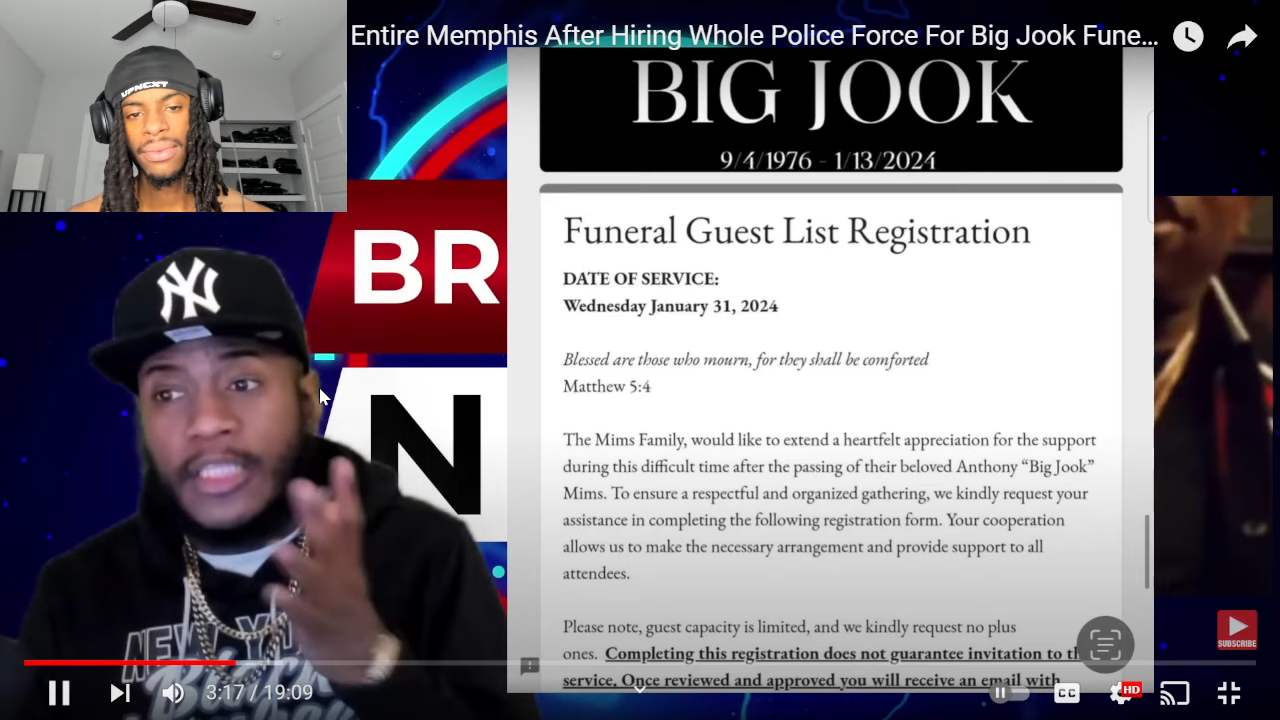 Entire Memphis After Hiring Whole Police Force For Big Jook Fune...
UPNEXT
BIG JOOK
9/4/1976 - 1/13/2024
BR
N
NY
Funeral Guest List Registration
DATE OF SERVICE:
Wednesday January 31, 2024
Blessed are those who mourn, for they shall be comforted
Matthew 5:4
The Mims Family, would like to extend a heartfelt appreciation for the support
during this difficult time after the passing of their beloved Anthony “Big Jook”
Mims. To ensure a respectful and organized gathering, we kindly request your
assistance in completing the following registration form. Your cooperation
allows us to make the necessary arrangement and provide support to all
attendees.
Please note, guest capacity is limited, and we kindly request no plus
ones. Completing this registration does not guarantee invitation to th
service. Once reviewed and approved you will receive an email with
NEW YO
Black
SUBSCRIBE
3:17 / 19:09
CC
HD